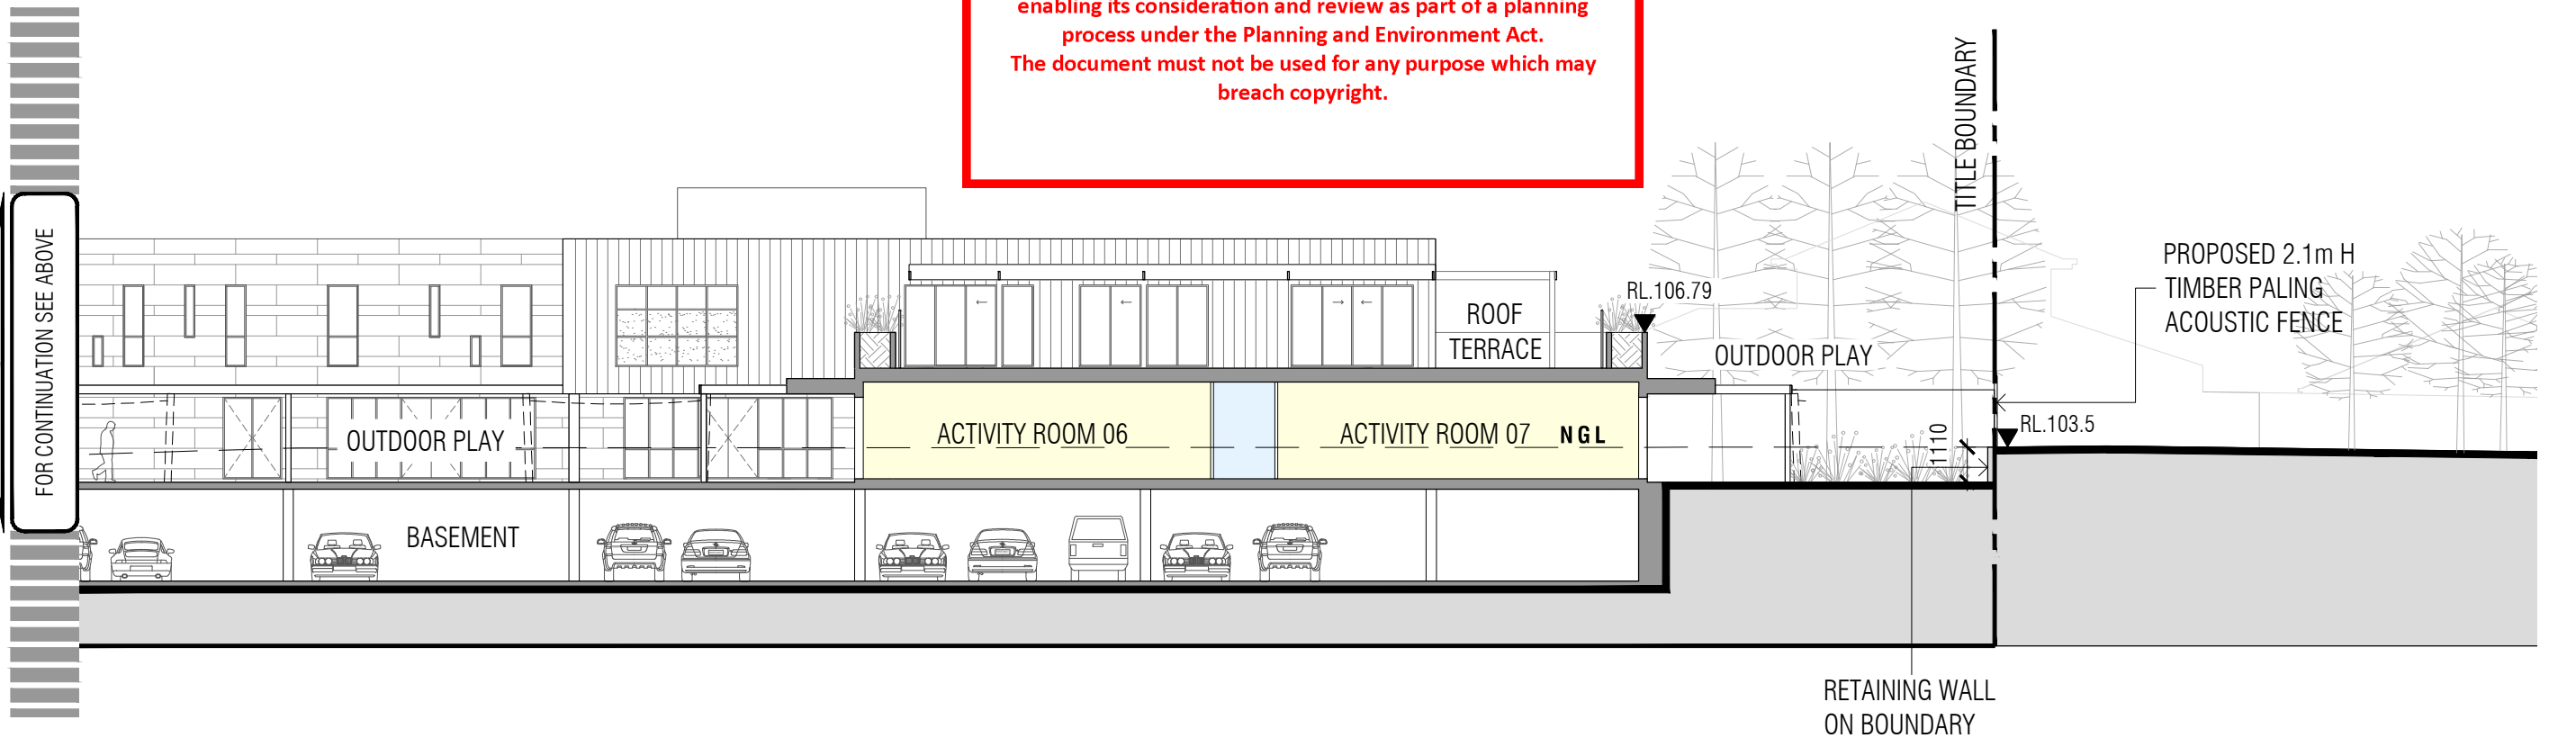 enabling its consideration and review as part of a planning
process under the Planning and Environment Act.
The document must not be used for any purpose which may
breach copyright.
FOR CONTINUATION SEE ABOVE
TITLE BOUNDARY
PROPOSED 2.1m H
TIMBER PALING
ACOUSTIC FENCE
RL.106.79
ROOF
TERRACE
OUTDOOR PLAY
RL.103.5
OUTDOOR PLAY
ACTIVITY ROOM 06
ACTIVITY ROOM 07
NGL
1110
BASEMENT
RETAINING WALL
ON BOUNDARY